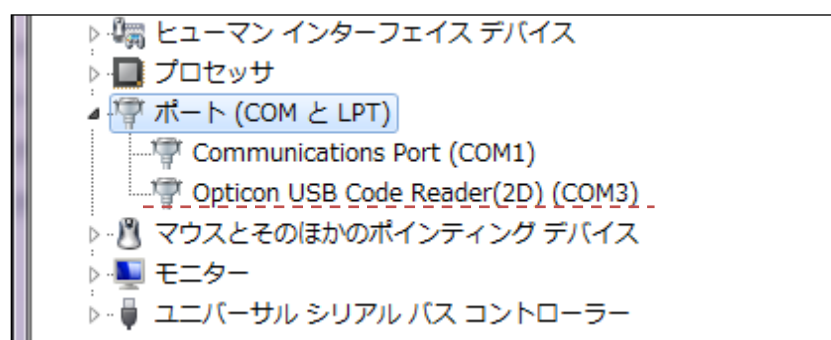 ヒューマン インターフェイス デバイス
プロセッサ
ポート (COM と LPT)
Communications Port (COM1)
Opticon USB Code Reader(2D) (COM3)
マウスとそのほかのポインティング デバイス
モニター
ユニバーサル シリアル バス コントローラー